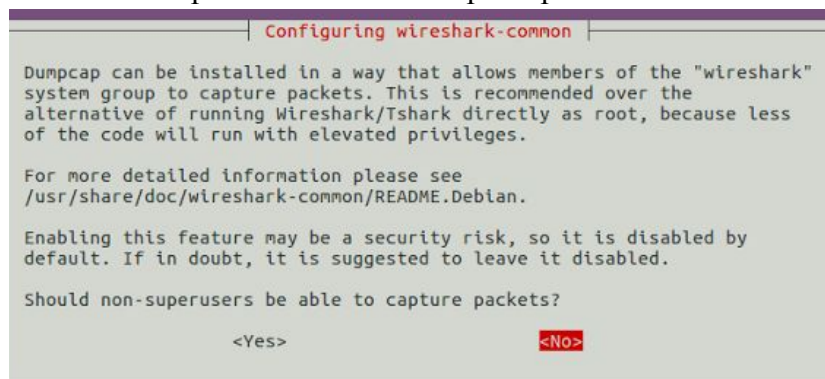 Configuring wireshark-common
Dumpcap can be installed in a way that allows members of the "wireshark"
system group to capture packets. This is recommended over the
alternative of running Wireshark/Tshark directly as root, because less
of the code will run with elevated privileges.
For more detailed information please see
/usr/share/doc/wireshark-common/README.Debian.
Enabling this feature may be a security risk, so it is disabled by
default. If in doubt, it is suggested to leave it disabled.
Should non-superusers be able to capture packets?
<Yes> <No>